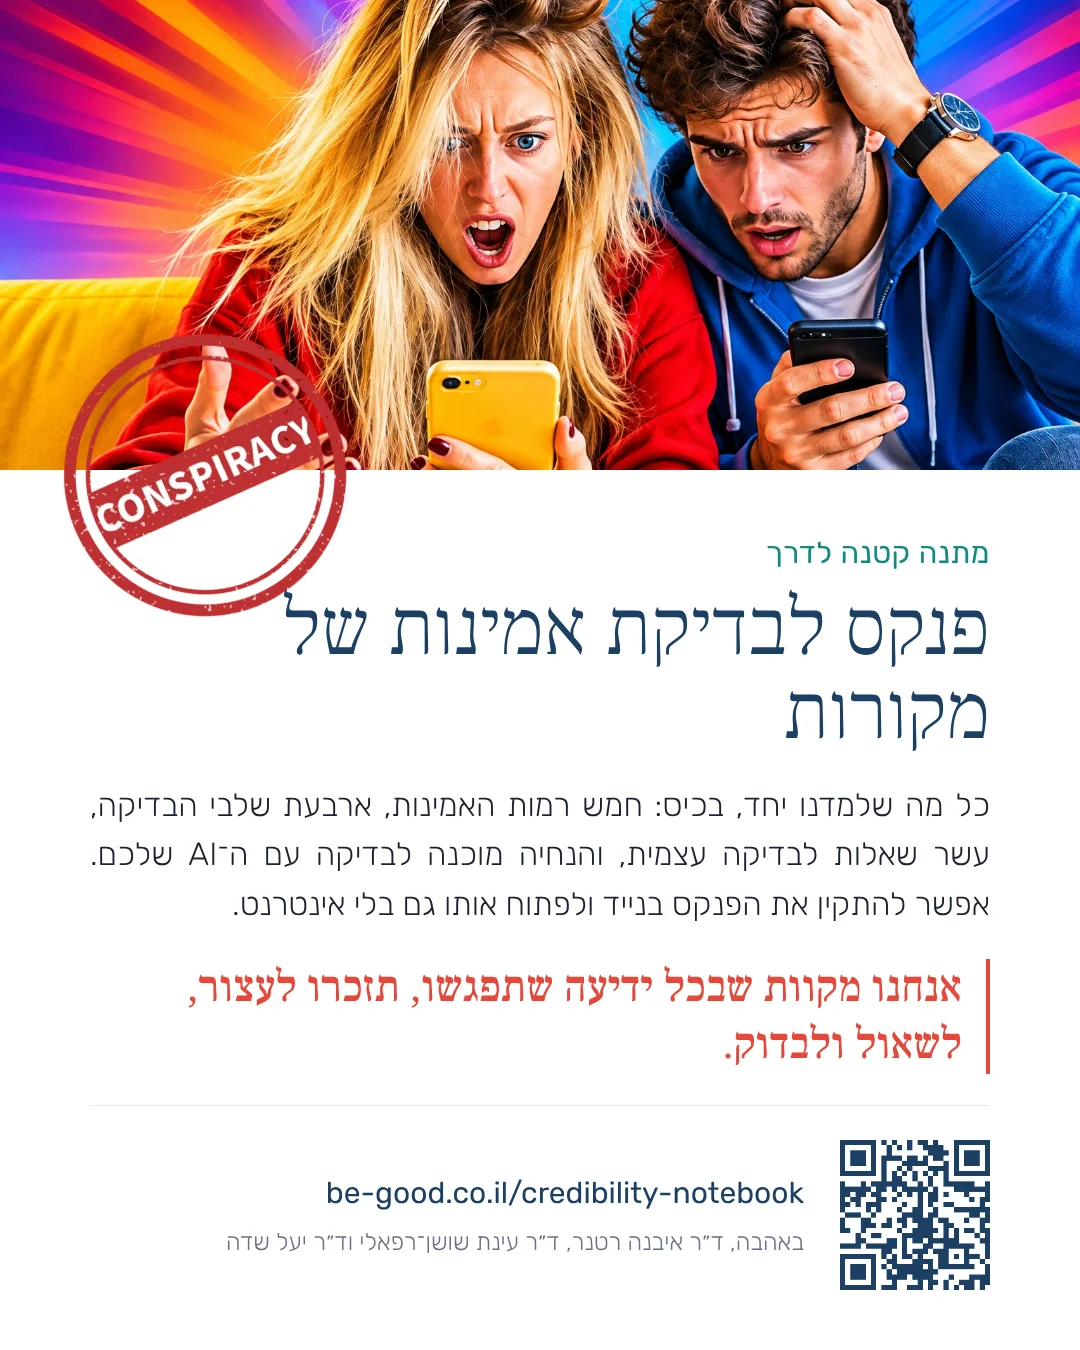 CONSPIRACY
מתנה קטנה לדרך
פנקס לבדיקת אמינות של
מקורות
כל מה שלמדנו יחד, בכיס: חמש רמות האמינות, ארבעת שלבי הבדיקה,
עשר שאלות לבדיקה עצמית, והנחיה מוכנה לבדיקה עם ה־AI שלכם.
אפשר להתקין את הפנקס בנייד ולפתוח אותו גם בלי אינטרנט.
אנחנו מקוות שבכל ידיעה שתפגשו, תזכרו לעצור,
לשאול ולבדוק.
be-good.co.il/credibility-notebook
באהבה, ד״ר איבנה רטנר, ד״ר עינת שושן־רפאלי וד״ר יעל שדה